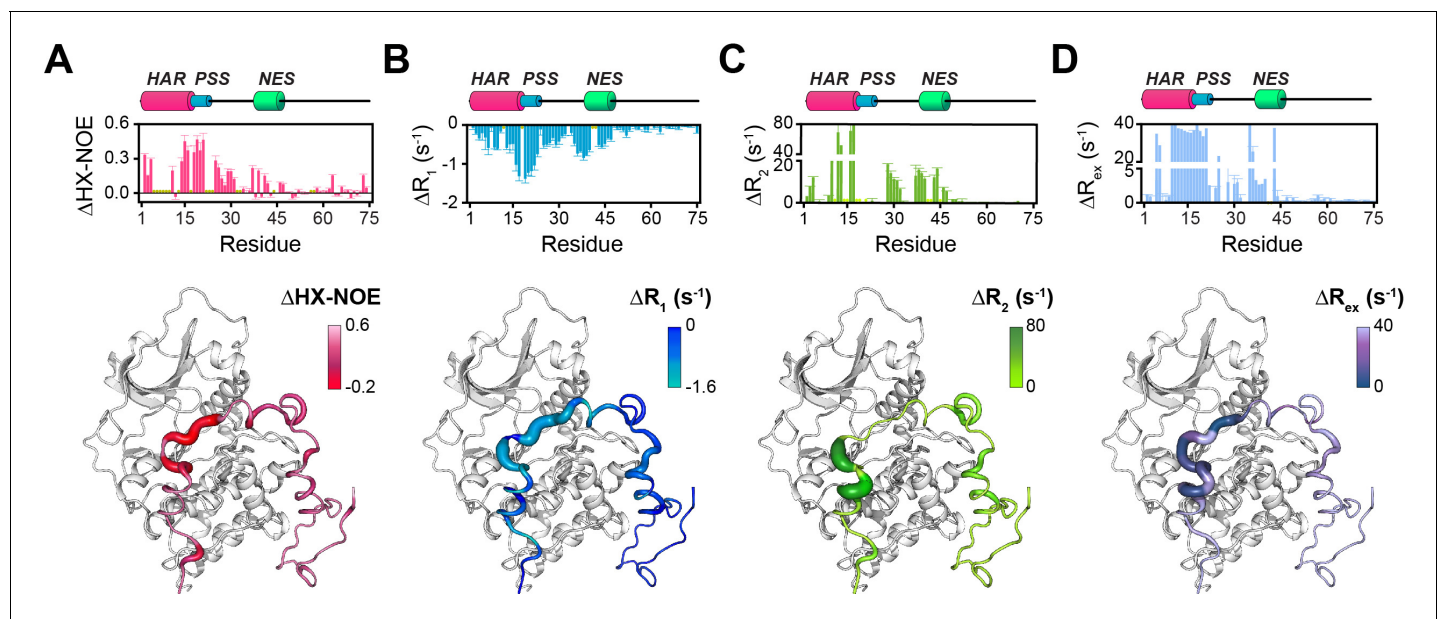 A
HAR PSS NES
ΔHX-NOE
0.6
0.3
0.0
1 15 30 45 60 75
Residue
B
HAR PSS NES
ΔR1 (s-1)
0
-1
-2
1 15 30 45 60 75
Residue
C
HAR PSS NES
ΔR2 (s-1)
80
40
20
0
1 15 30 45 60 75
Residue
D
HAR PSS NES
ΔRex (s-1)
40
20
5
0
1 15 30 45 60 75
Residue
ΔHX-NOE
0.6
-0.2
ΔR1 (s-1)
0
-1.6
ΔR2 (s-1)
80
0
ΔRex (s-1)
40
0